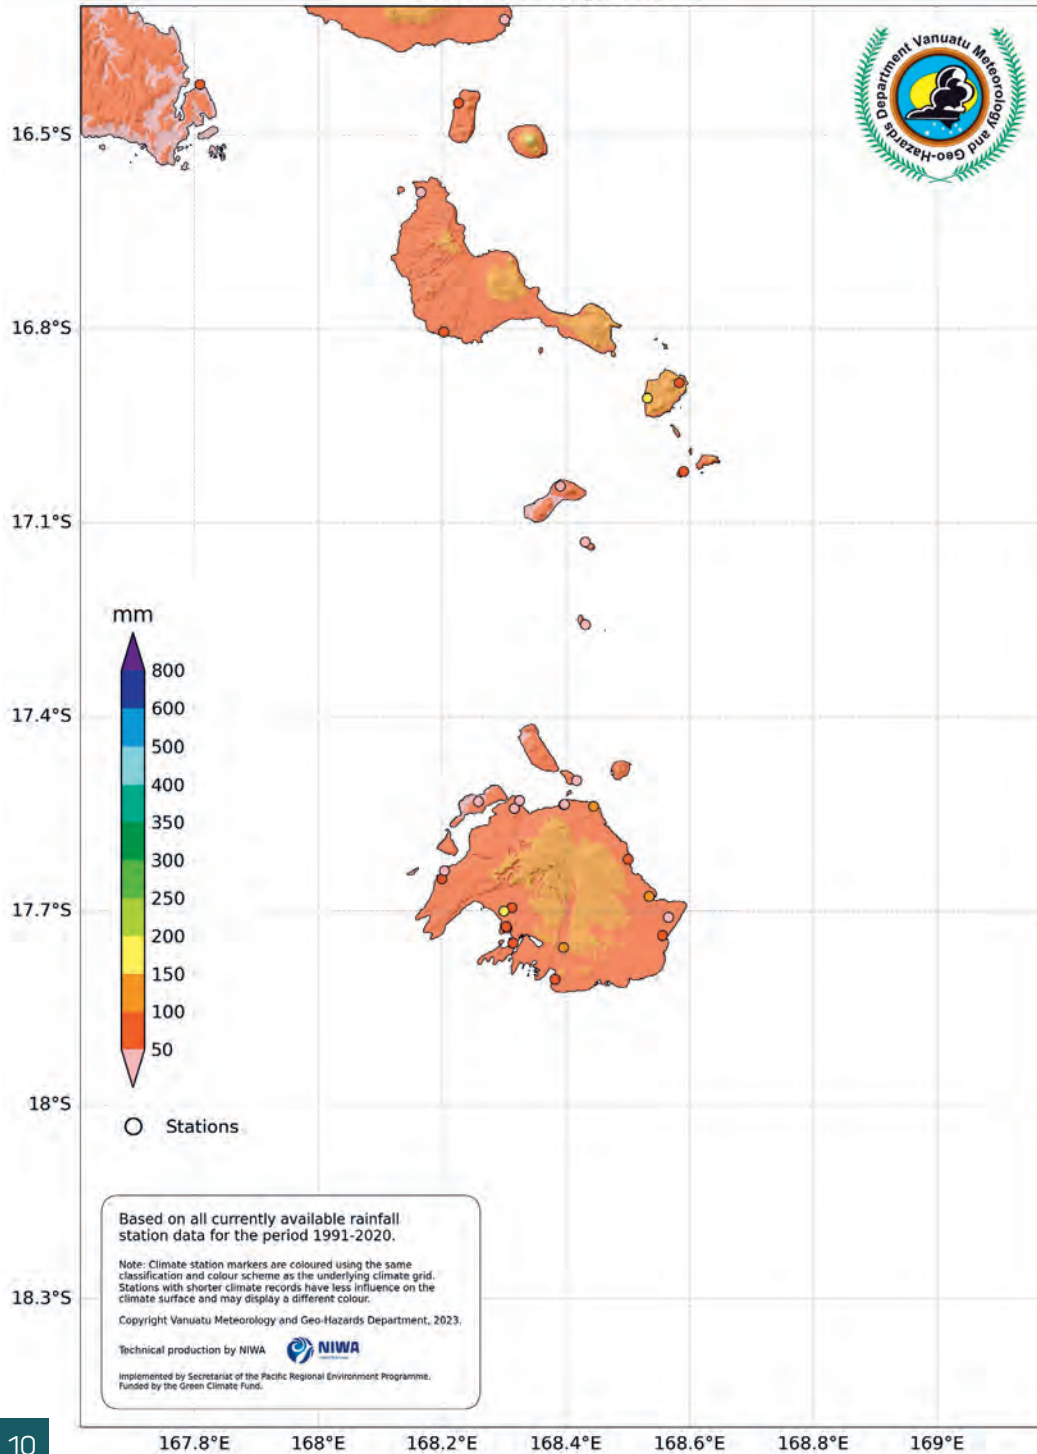 Vanuatu Meteorology and Geo-Hazards Department
16.5°S
16.8°S
17.1°S
17.4°S
17.7°S
18°S
18.3°S
mm
800
600
500
400
350
300
250
200
150
100
50
Stations
Based on all currently available rainfall
station data for the period 1991-2020.
Note: Climate station markers are coloured using the same
classification and colour scheme as the underlying climate grid.
Stations with shorter climate records have less influence on the
climate surface and may display a different colour.
Copyright Vanuatu Meteorology and Geo-Hazards Department, 2023.
Technical production by NIWA
NIWA
Implemented by Secretariat of the Pacific Regional Environment Programme.
Funded by the Green Climate Fund.
167.8°E
168°E
168.2°E
168.4°E
168.6°E
168.8°E
169°E
10